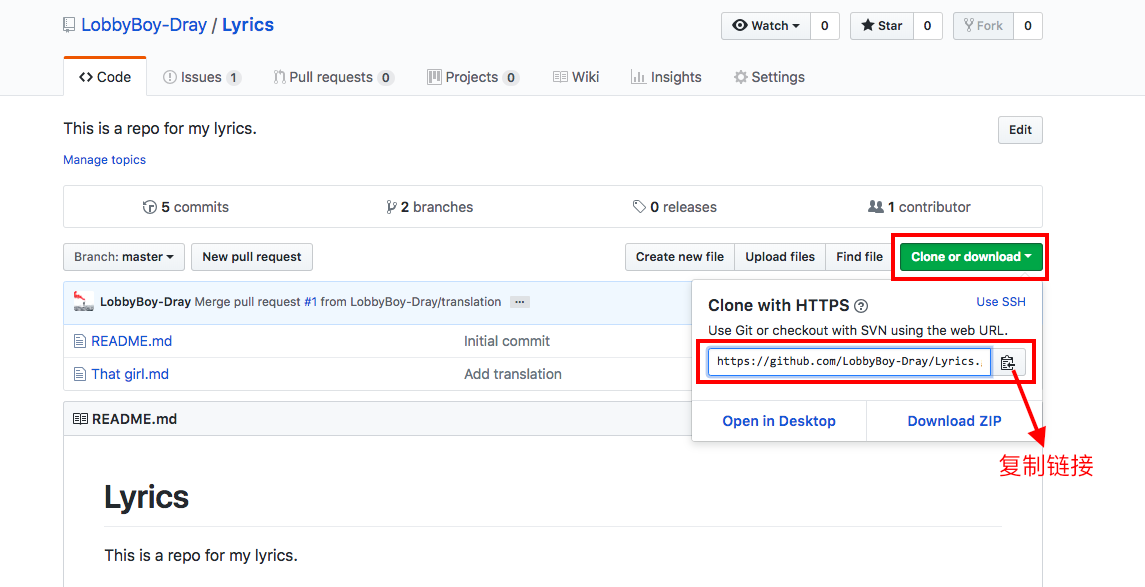 LobbyBoy-Dray / Lyrics
Watch 0 Star 0 Fork 0
Code Issues 1 Pull requests 0 Projects 0 Wiki Insights Settings
This is a repo for my lyrics. Edit
Manage topics
5 commits 2 branches 0 releases 1 contributor
Branch: master New pull request Create new file Upload files Find file Clone or download
LobbyBoy-Dray Merge pull request #1 from LobbyBoy-Dray/translation ...
Clone with HTTPS ? Use SSH
Use Git or checkout with SVN using the web URL.
README.md Initial commit
https://github.com/LobbyBoy-Dray/Lyrics.
That girl.md Add translation
README.md
Open in Desktop Download ZIP
复制链接
Lyrics
This is a repo for my lyrics.